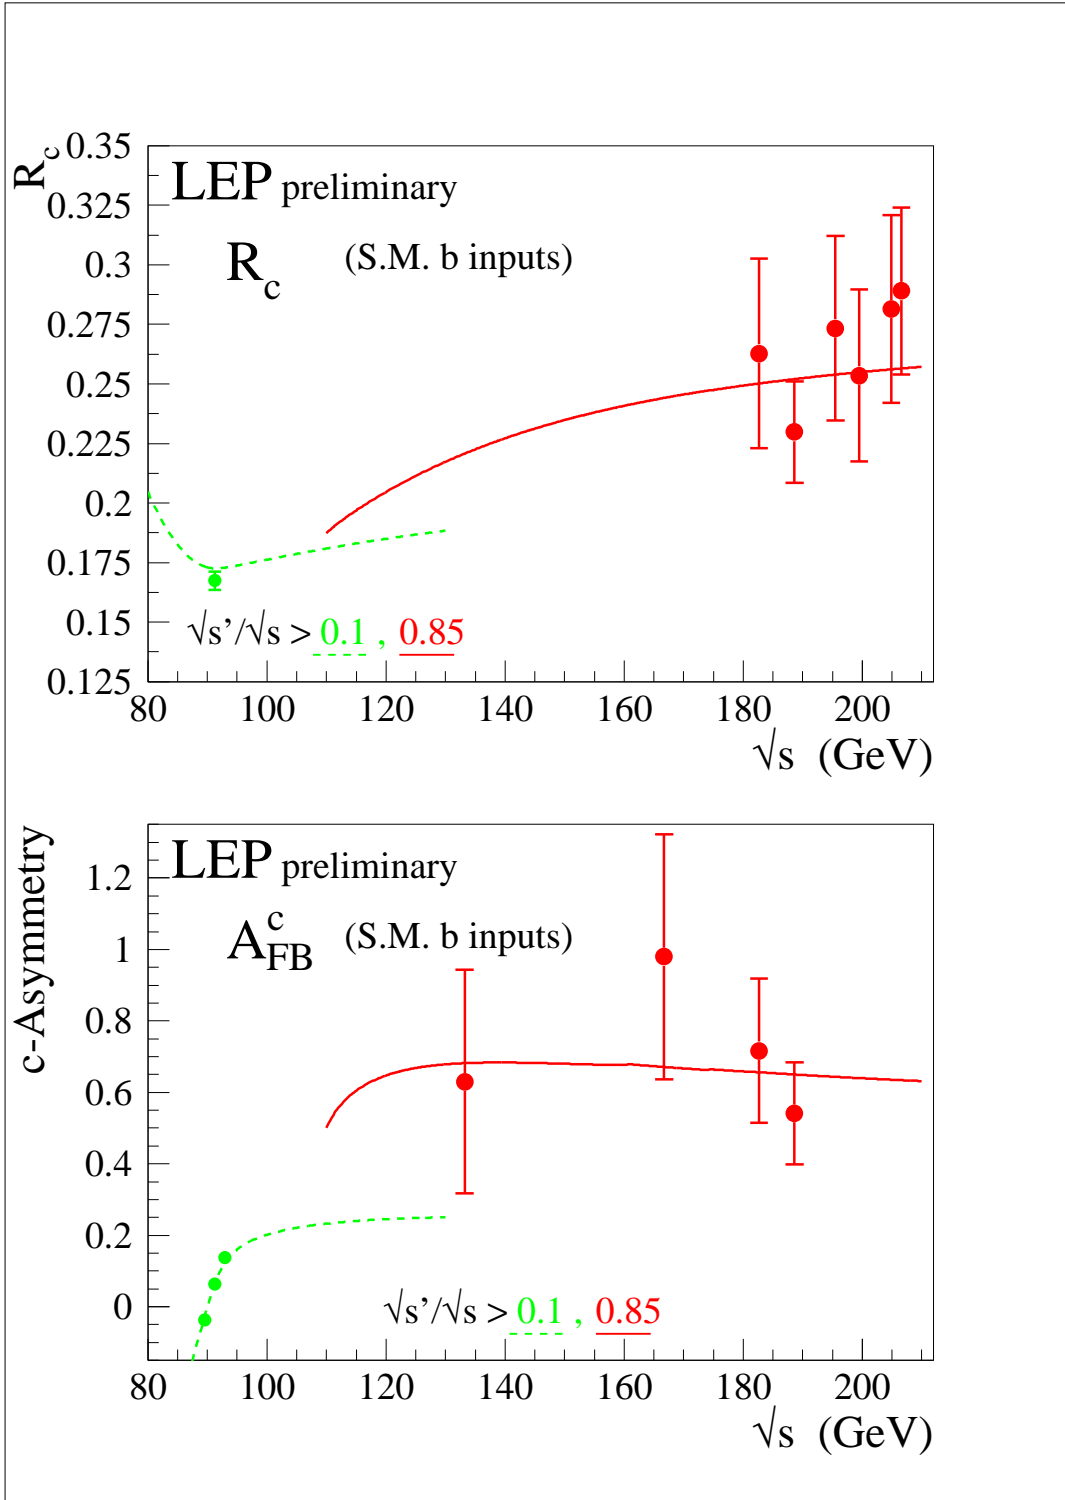 R_c
0.35
LEP preliminary
0.325
R_c (S.M. b inputs)
0.3
0.275
0.25
0.225
0.2
0.175
√s’/√s > 0.1 , 0.85
0.15
0.125
80 100 120 140 160 180 200
√s (GeV)
c-Asymmetry
LEP preliminary
1.2
A_FB^c (S.M. b inputs)
1
0.8
0.6
0.4
0.2
0
√s’/√s > 0.1 , 0.85
80 100 120 140 160 180 200
√s (GeV)